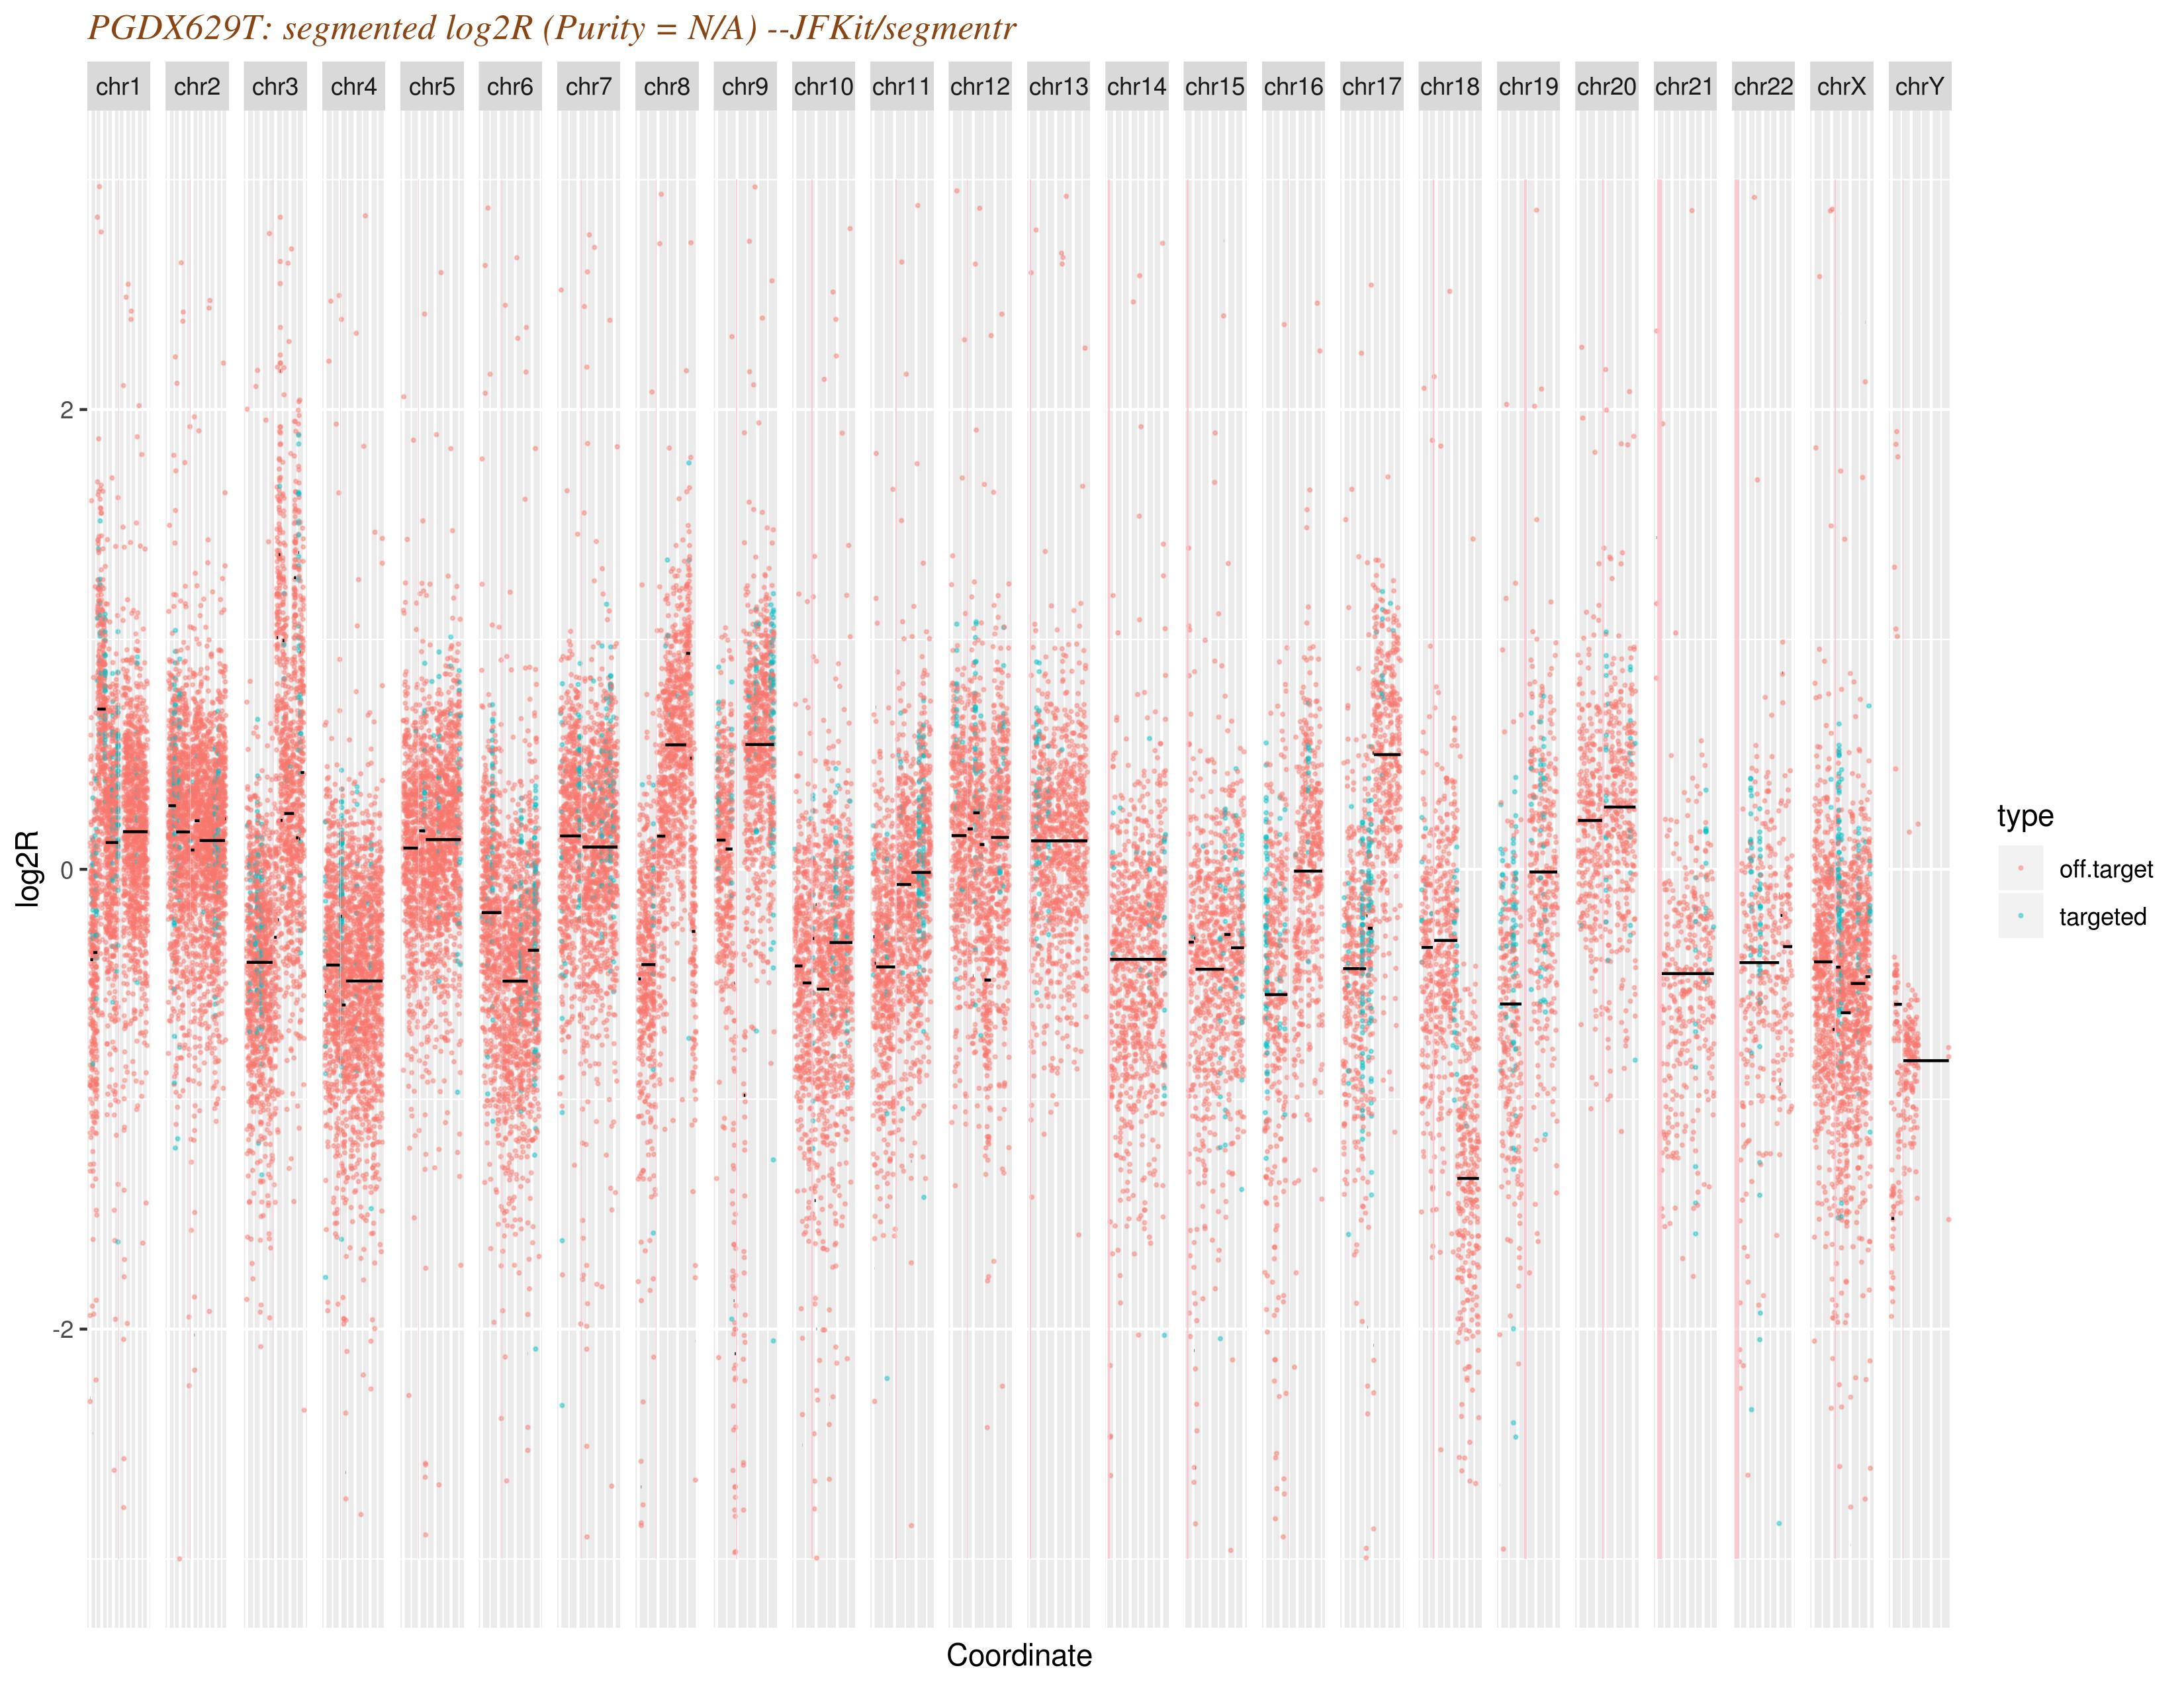 PGDX629T: segmented log2R (Purity = N/A) --JFKit/segmentr
chr1 chr2 chr3 chr4 chr5 chr6 chr7 chr8 chr9 chr10 chr11 chr12 chr13 chr14 chr15 chr16 chr17 chr18 chr19 chr20 chr21 chr22 chrX chrY
2
0
-2
log2R
Coordinate
type
off.target
targeted